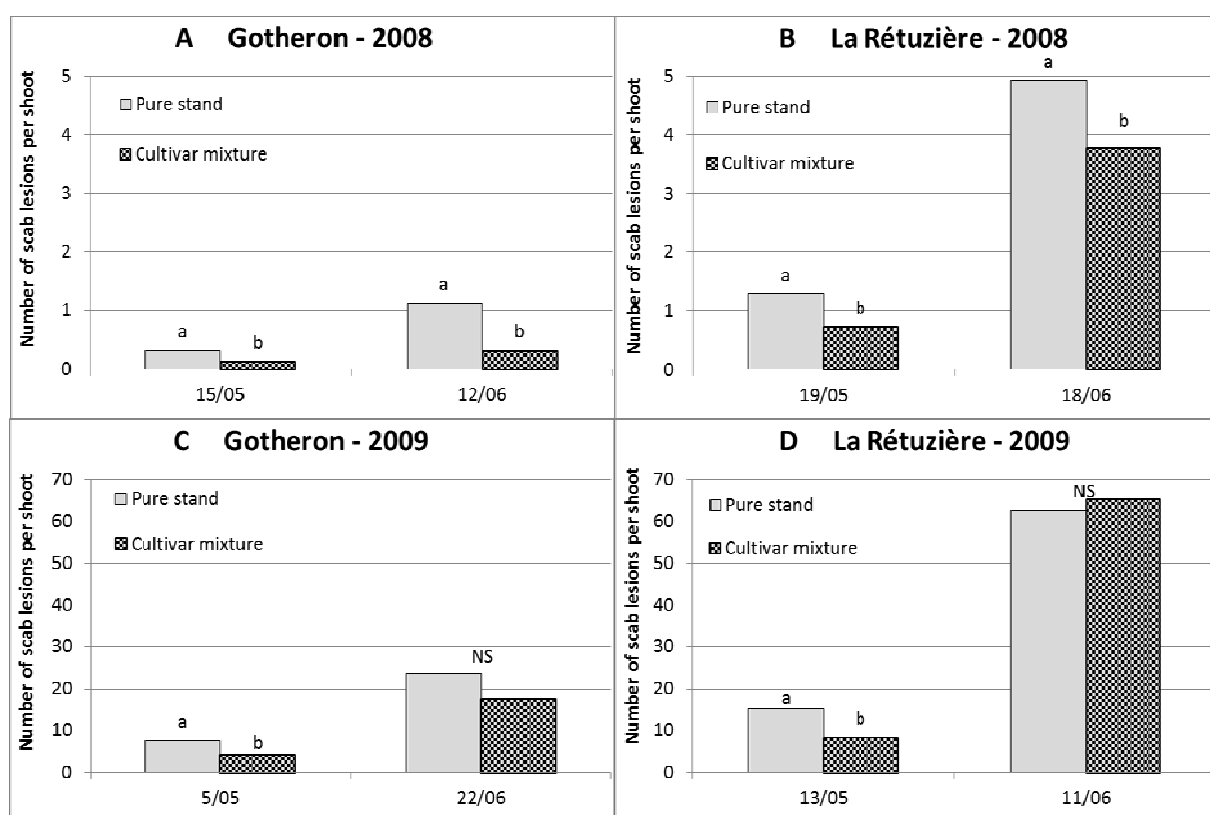 A Gotheron - 2008
Number of scab lesions per shoot
5
4
3
2
1
0
Pure stand
Cultivar mixture
a
b
a
b
15/05
12/06
B La Rétuzière - 2008
Number of scab lesions per shoot
5
4
3
2
1
0
Pure stand
Cultivar mixture
a
b
a
b
19/05
18/06
C Gotheron - 2009
Number of scab lesions per shoot
70
60
50
40
30
20
10
0
Pure stand
Cultivar mixture
a
b
NS
5/05
22/06
D La Rétuzière - 2009
Number of scab lesions per shoot
70
60
50
40
30
20
10
0
Pure stand
Cultivar mixture
a
b
NS
13/05
11/06